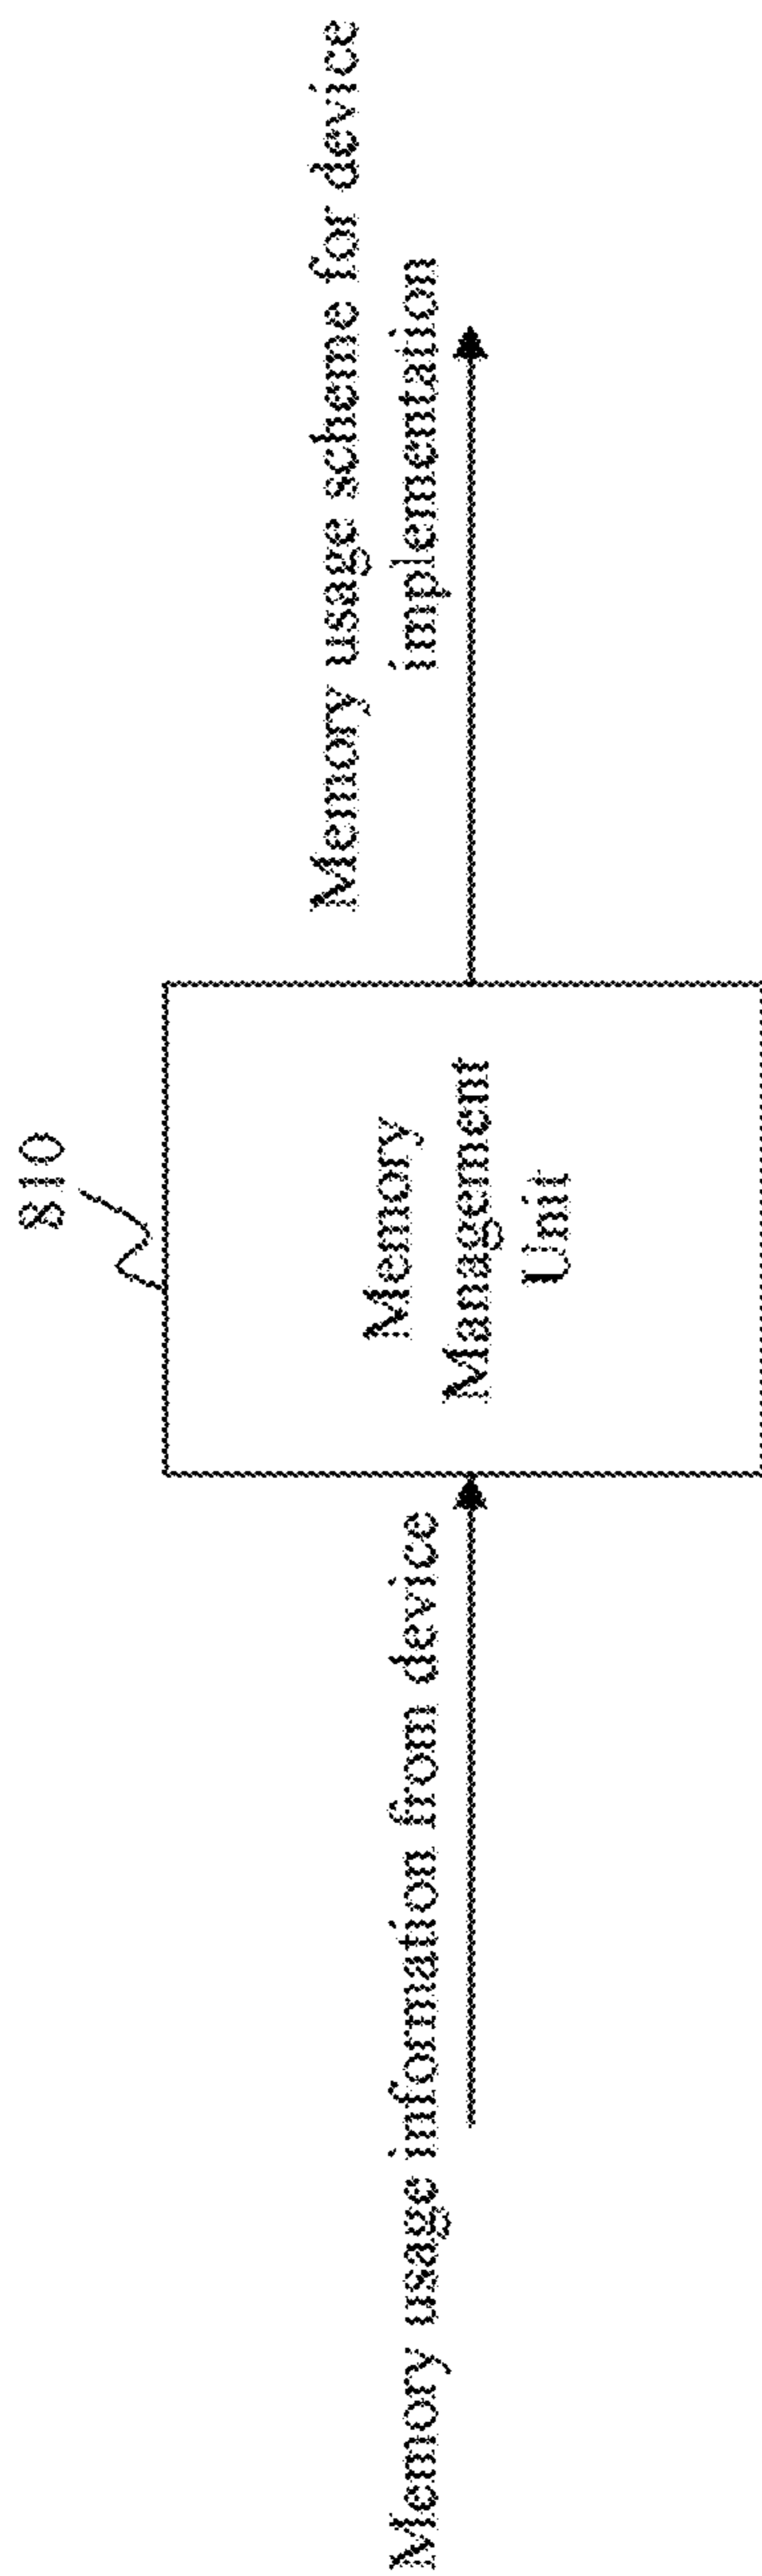 810
Memory usage information from device
Memory
Management
Unit
Memory usage scheme for device
implementation